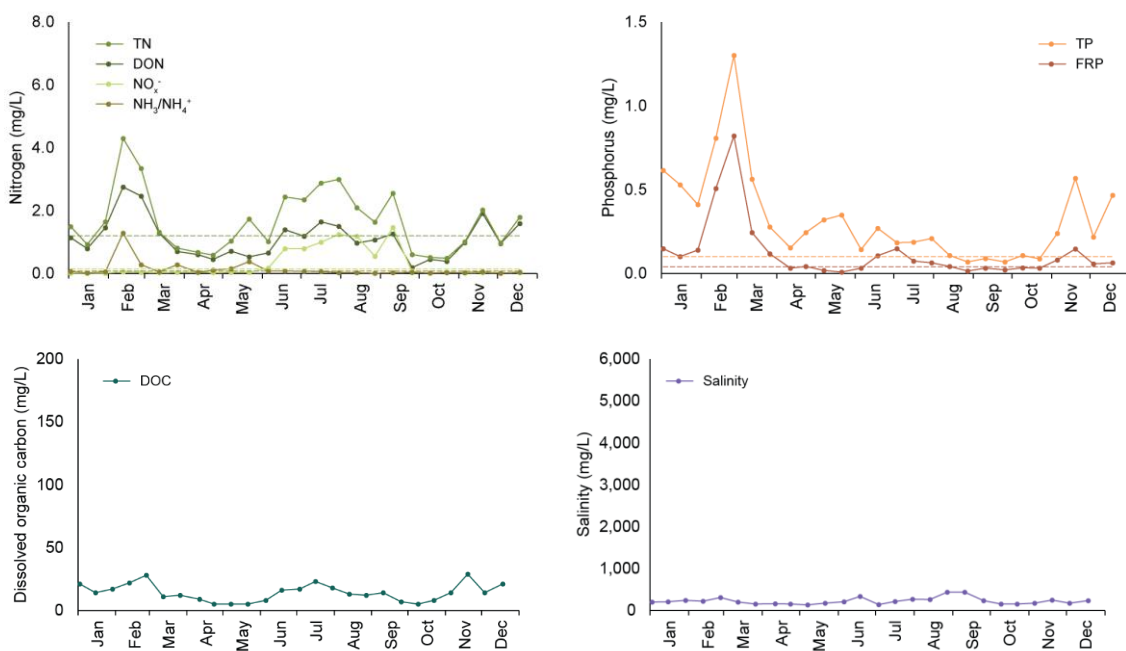 Nitrogen (mg/L)
8.0
6.0
4.0
2.0
0.0
TN
DON
NOₓ⁻
NH₃/NH₄⁺
Jan
Feb
Mar
Apr
May
Jun
Jul
Aug
Sep
Oct
Nov
Dec
Phosphorus (mg/L)
1.5
1.0
0.5
0.0
TP
FRP
Jan
Feb
Mar
Apr
May
Jun
Jul
Aug
Sep
Oct
Nov
Dec
Dissolved organic carbon (mg/L)
200
150
100
50
0
DOC
Jan
Feb
Mar
Apr
May
Jun
Jul
Aug
Sep
Oct
Nov
Dec
Salinity (mg/L)
6,000
5,000
4,000
3,000
2,000
1,000
0
Salinity
Jan
Feb
Mar
Apr
May
Jun
Jul
Aug
Sep
Oct
Nov
Dec